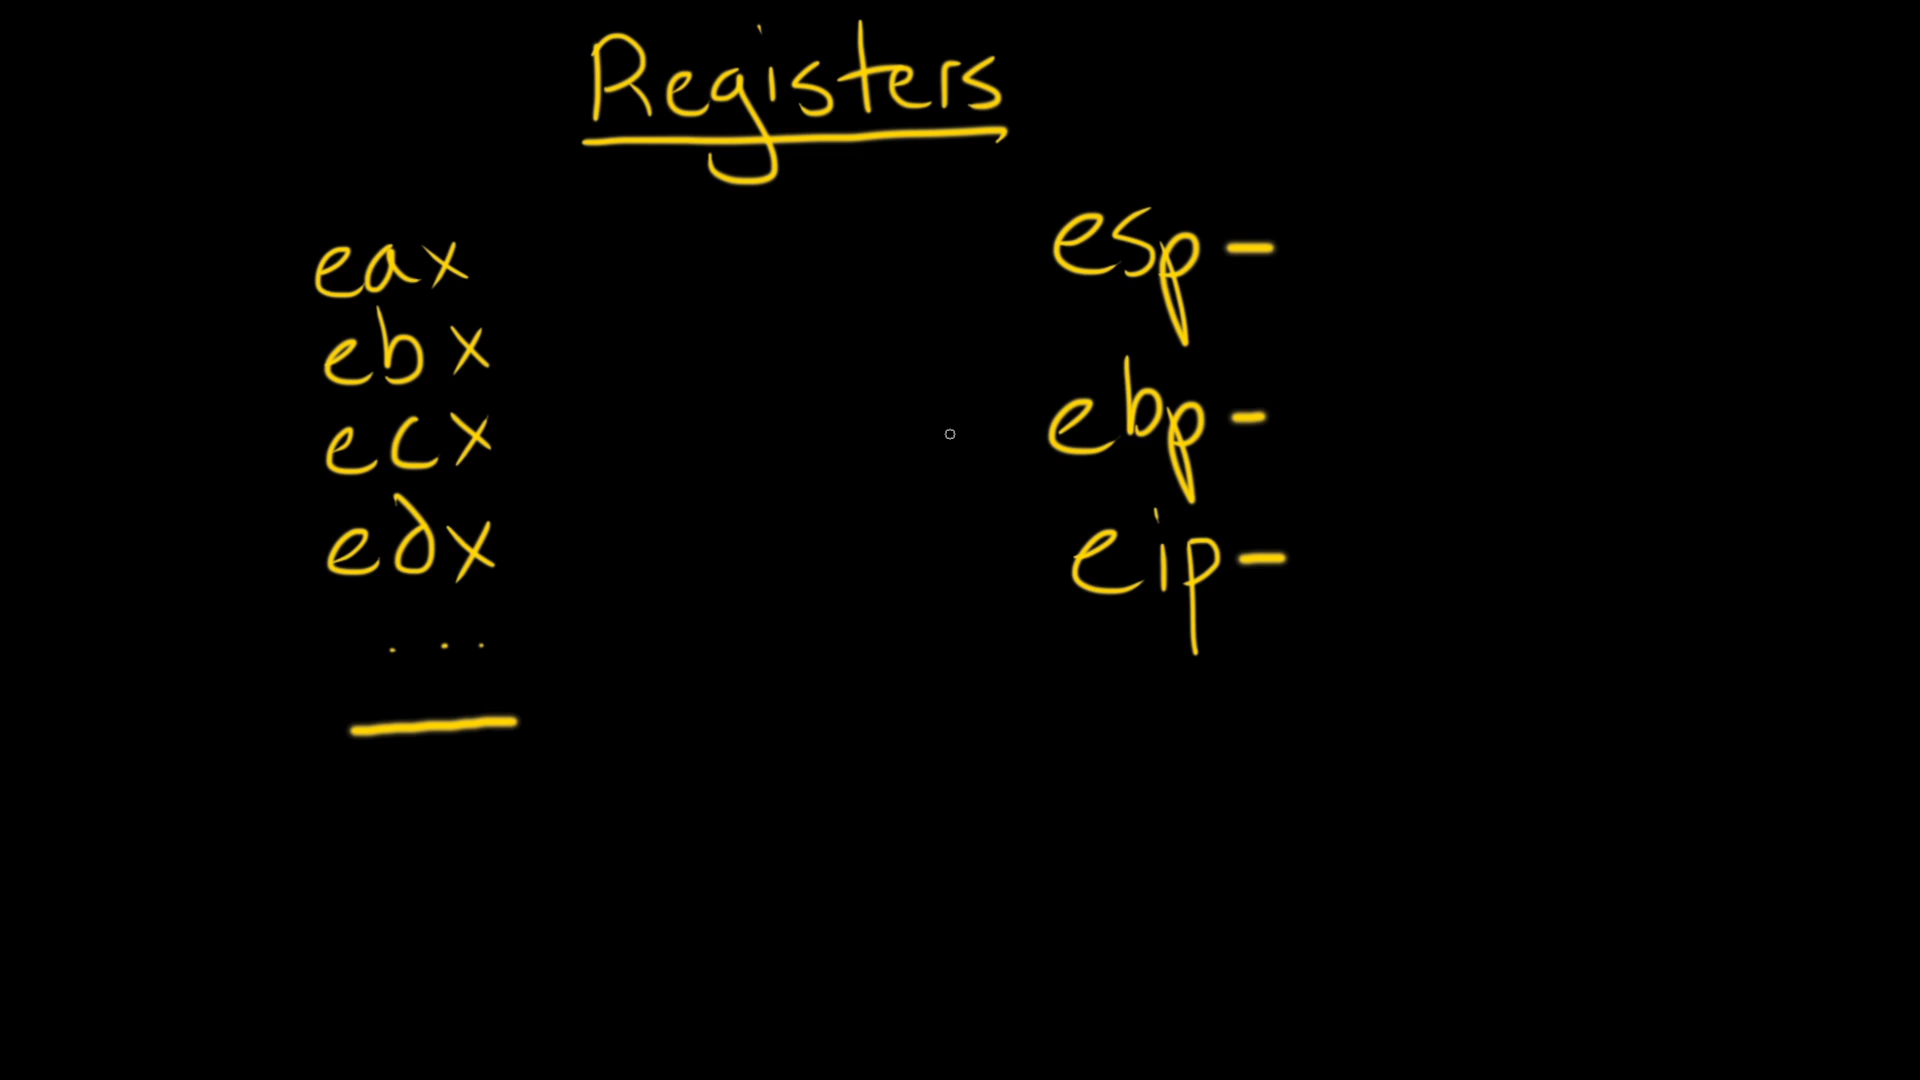 Registers
eax
ebx
ecx
edx
...
esp-
ebp-
eip-